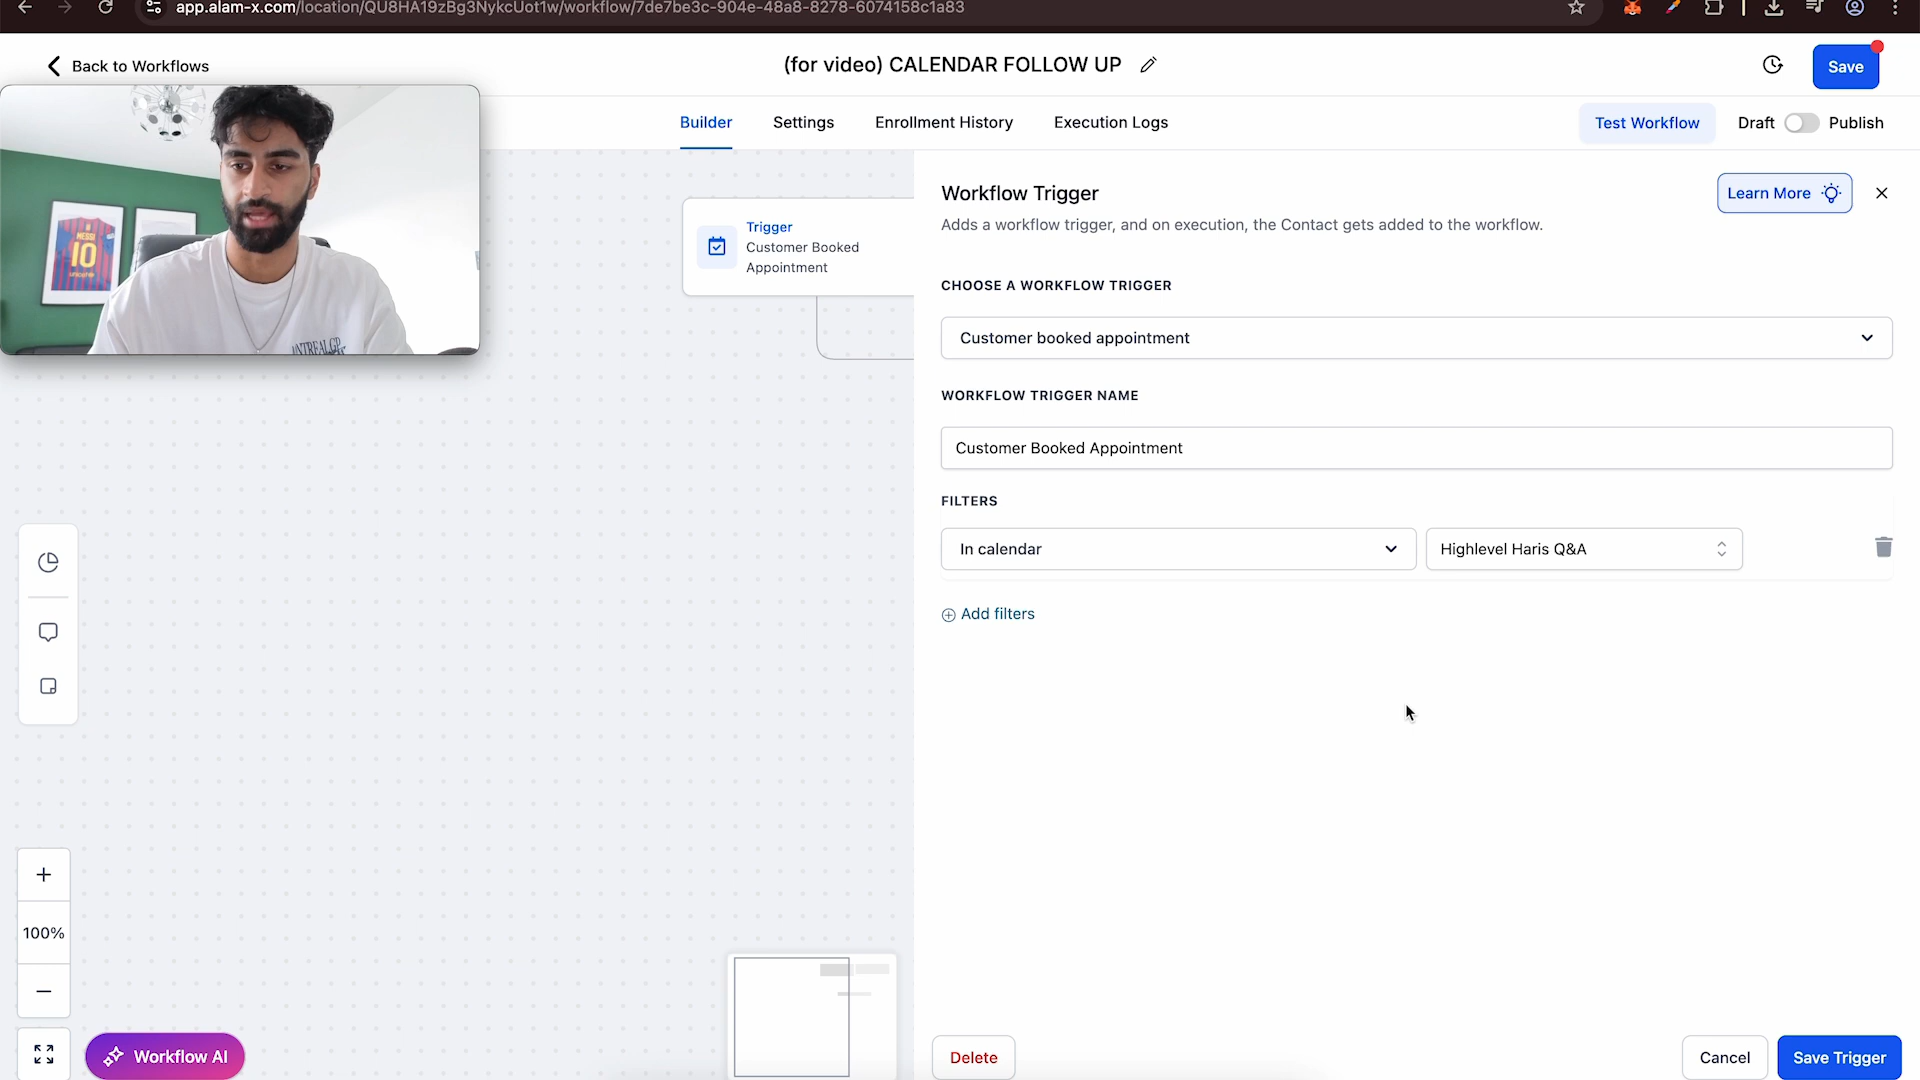 app.alam-x.com/location/QU8HA19zBg3NykcUot1w/workflow/7de7be3c-904e-48a8-8278-6074158c1a83
Back to Workflows
(for video) CALENDAR FOLLOW UP
Save
Builder
Settings
Enrollment History
Execution Logs
Test Workflow
Draft
Publish
MESSI
10
unicef
Trigger
Customer Booked
Appointment
Workflow Trigger
Learn More
Adds a workflow trigger, and on execution, the Contact gets added to the workflow.
CHOOSE A WORKFLOW TRIGGER
Customer booked appointment
WORKFLOW TRIGGER NAME
Customer Booked Appointment
FILTERS
In calendar
Highlevel Haris Q&A
Add filters
100%
Workflow AI
Delete
Cancel
Save Trigger